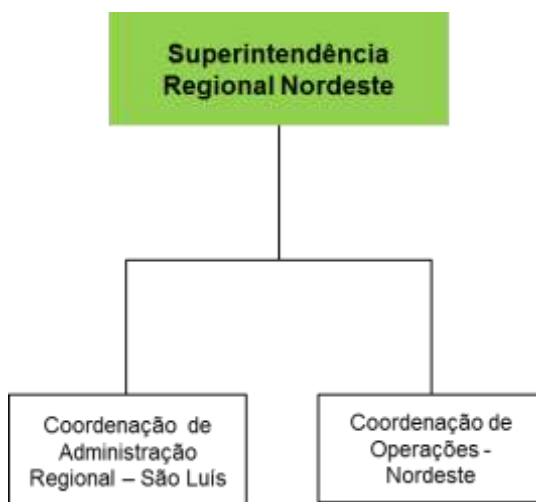 Superintendência
Regional Nordeste
Coordenação de
Administração
Regional – São Luís
Coordenação de
Operações -
Nordeste